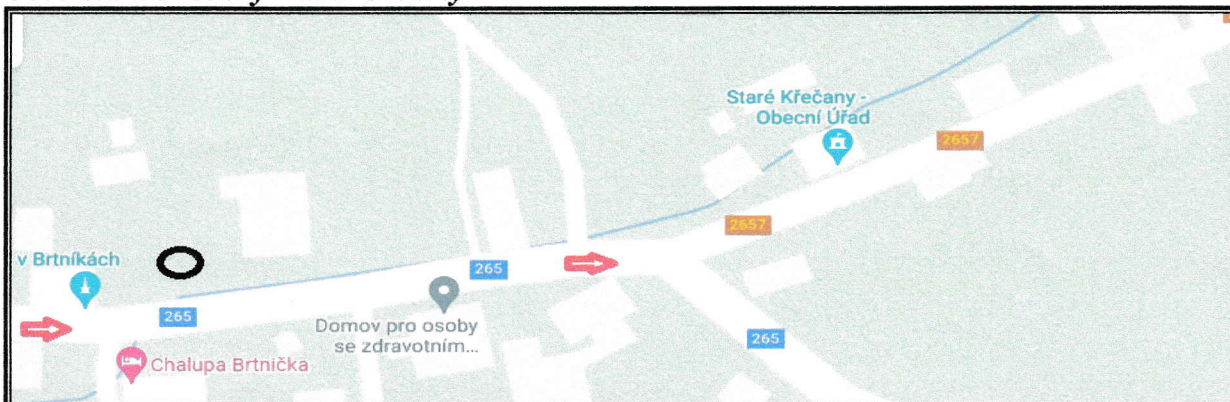 Staré Křečany -
Obecní Úřad
2657
2657
v Brtníkách
265
265
Domov pro osoby
se zdravotním...
265
Chalupa Brtnička